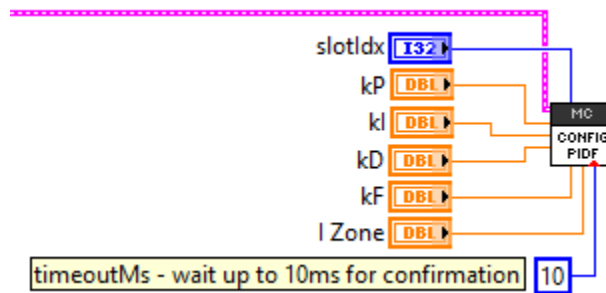 slotIdx I32
kP DBL
kI DBL
kD DBL
kF DBL
I Zone DBL
MC
CONFIG
PIDF
timeoutMs - wait up to 10ms for confirmation 10